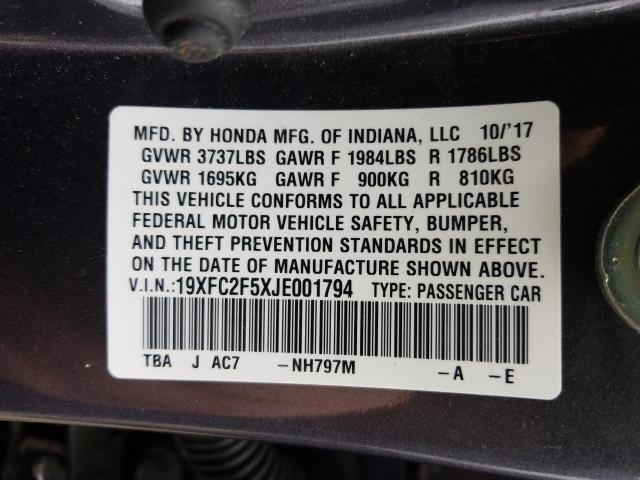 MFD. BY HONDA MFG. OF INDIANA, LLC 10/'17
GVWR 3737LBS GAWR F 1984LBS R 1786LBS
GVWR 1695KG GAWR F 900KG R 810KG
THIS VEHICLE CONFORMS TO ALL APPLICABLE
FEDERAL MOTOR VEHICLE SAFETY, BUMPER,
AND THEFT PREVENTION STANDARDS IN EFFECT
ON THE DATE OF MANUFACTURE SHOWN ABOVE.
V.I.N.:19XFC2F5XJE001794 TYPE: PASSENGER CAR
TBA J AC7 -NH797M -A -E